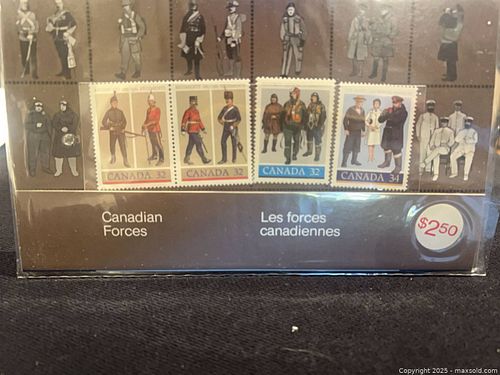 CANADA 32
CANADA 32
CANADA 32
CANADA 34
Canadian
Forces
Les forces
canadiennes
$2.50
Copyright 2025 - maxsold.com